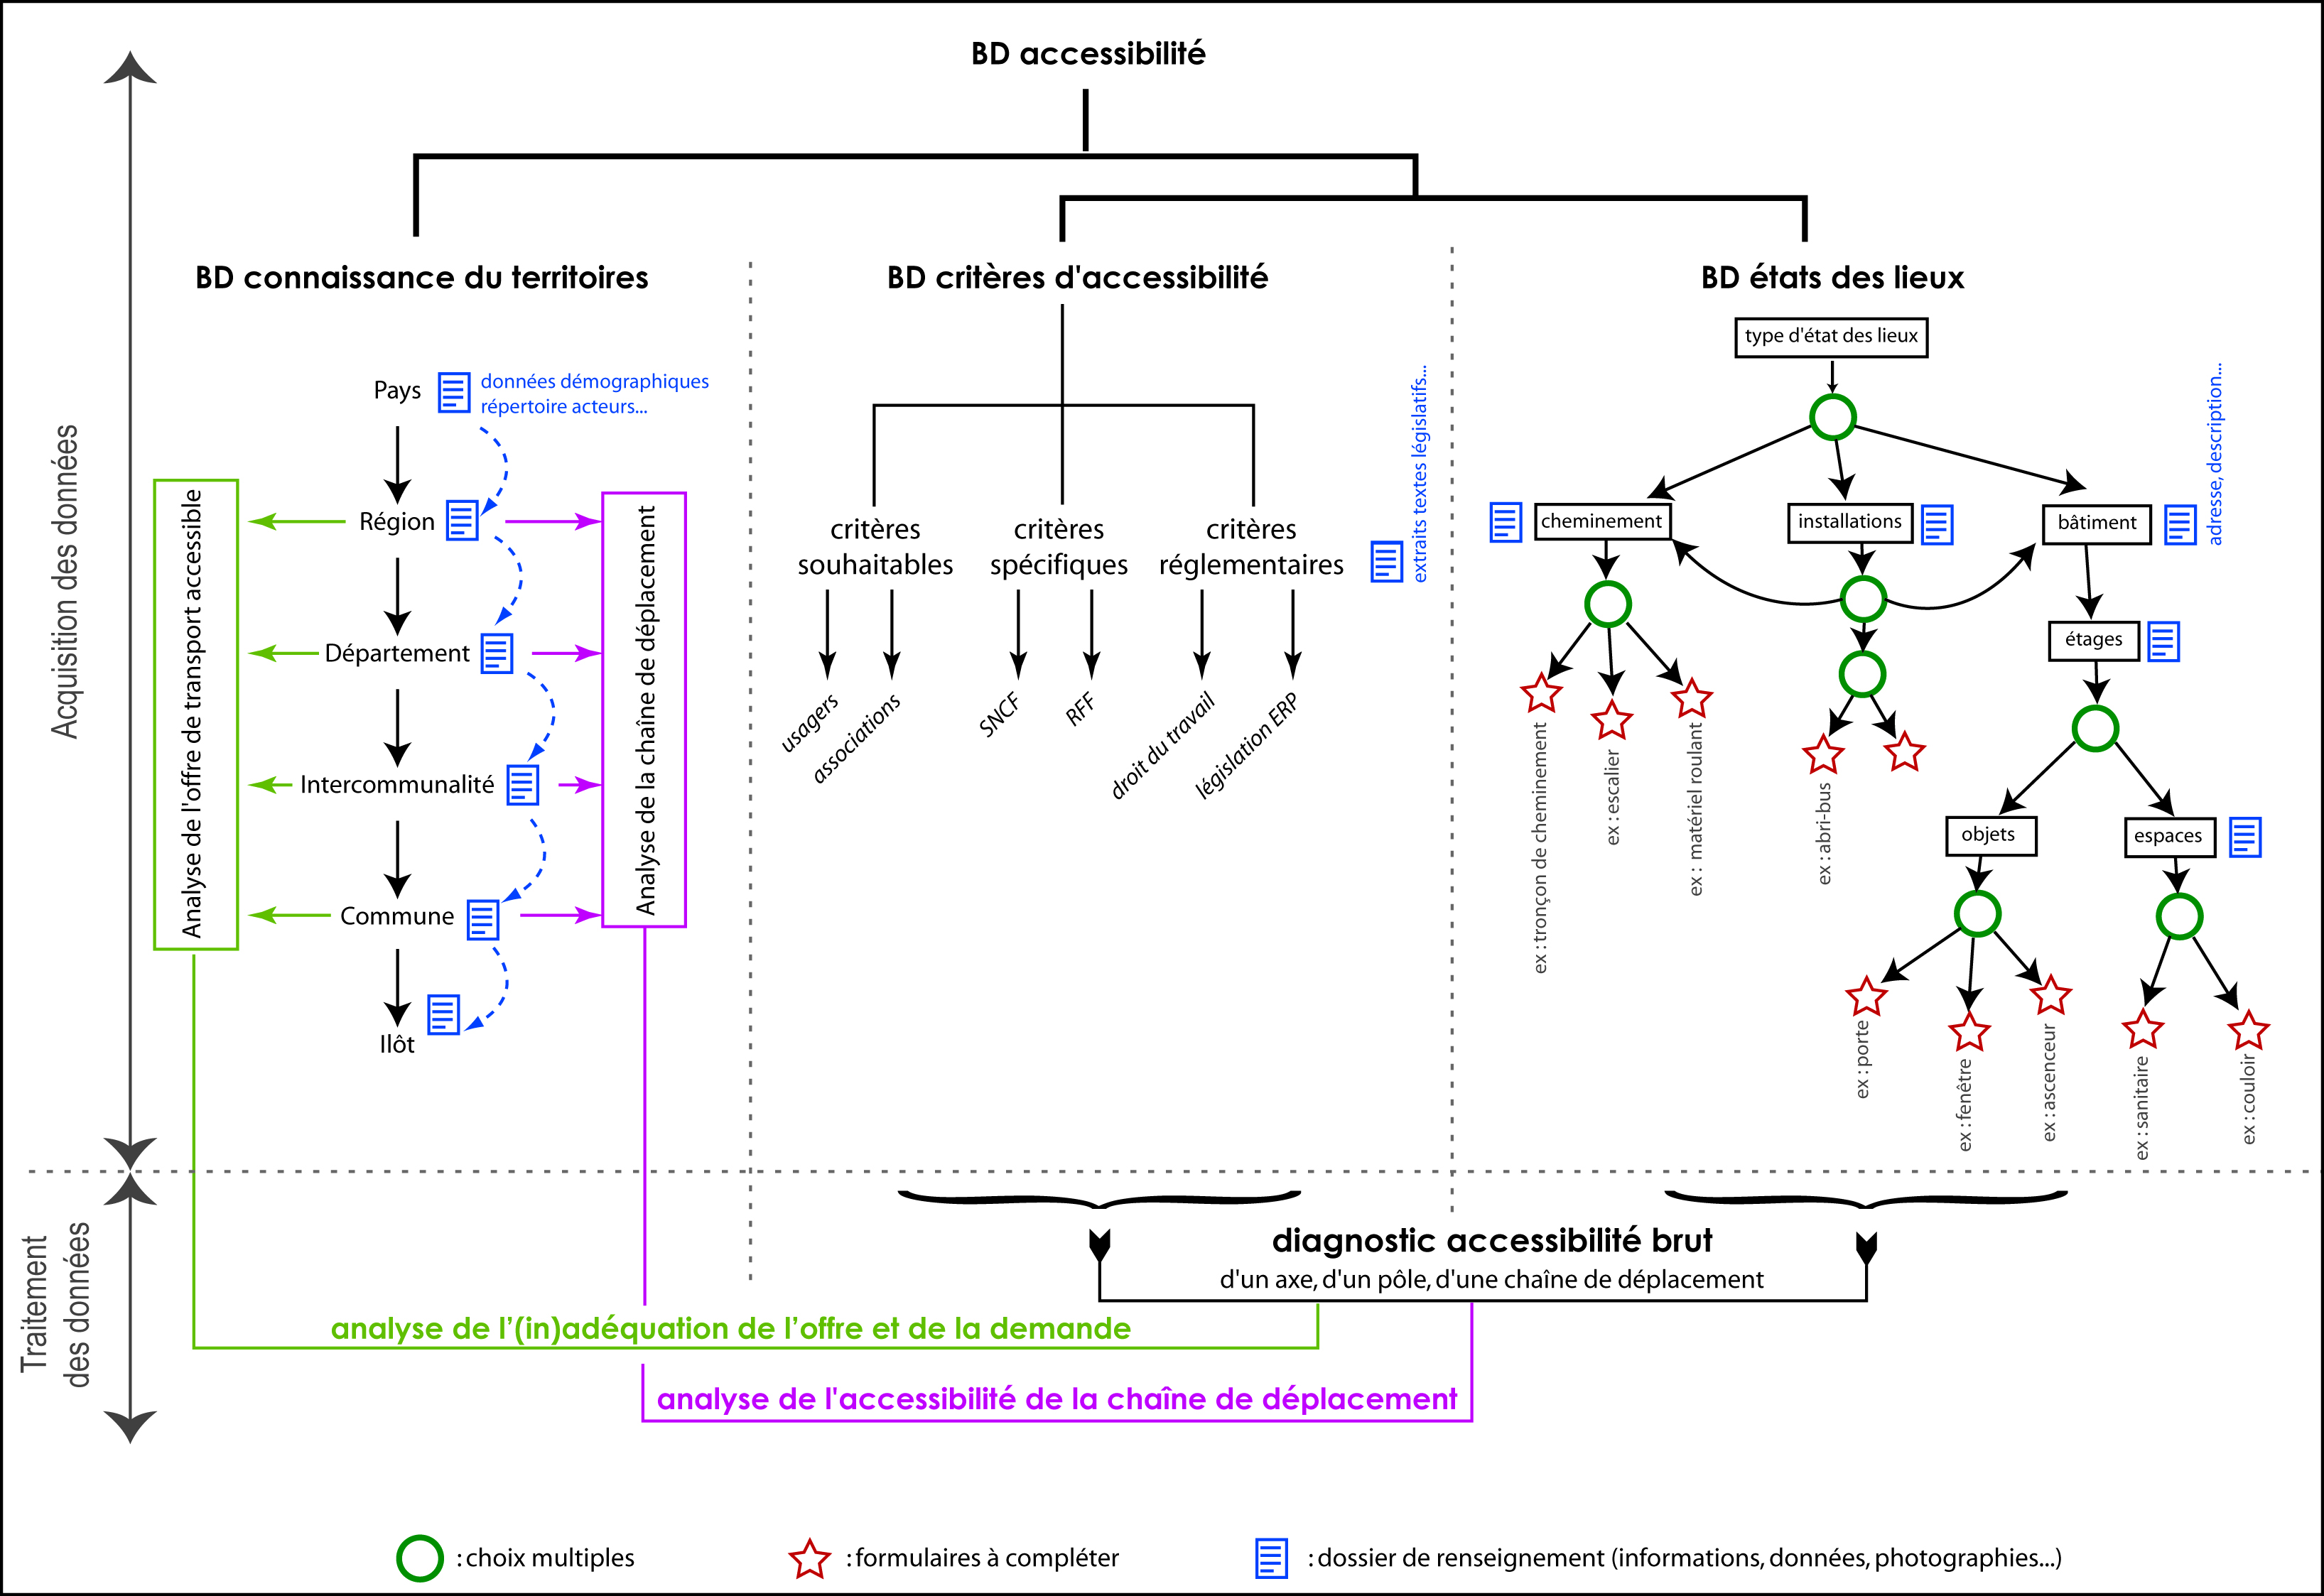 BD accessibilité
BD connaissance du territoires
BD critères d'accessibilité
BD états des lieux
Acquisition des données
Pays
données démographiques
répertoire acteurs...
Région
Département
Intercommunalité
Commune
Ilôt
Analyse de l'offre de transport accessible
Analyse de la chaîne de déplacement
critères
souhaitables
critères
spécifiques
critères
réglementaires
extraits textes législatifs...
usagers
associations
SNCF
RFF
droit du travail
législation ERP
type d'état des lieux
cheminement
installations
bâtiment
adresse, description...
étages
objets
espaces
ex : tronçon de cheminement
ex : escalier
ex : matériel roulant
ex : abri-bus
ex : porte
ex : fenêtre
ex : ascenceur
ex : sanitaire
ex : couloir
Traitement
des données
diagnostic accessibilité brut
d'un axe, d'un pôle, d'une chaîne de déplacement
analyse de l'(in)adéquation de l'offre et de la demande
analyse de l'accessibilité de la chaîne de déplacement
: choix multiples
: formulaires à compléter
: dossier de renseignement (informations, données, photographies...)